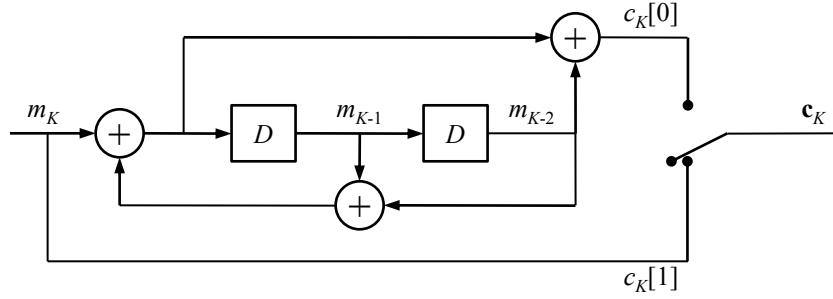 c_K[0]
+
m_K
m_{K-1}
m_{K-2}
c_K
+
D
D
+
c_K[1]